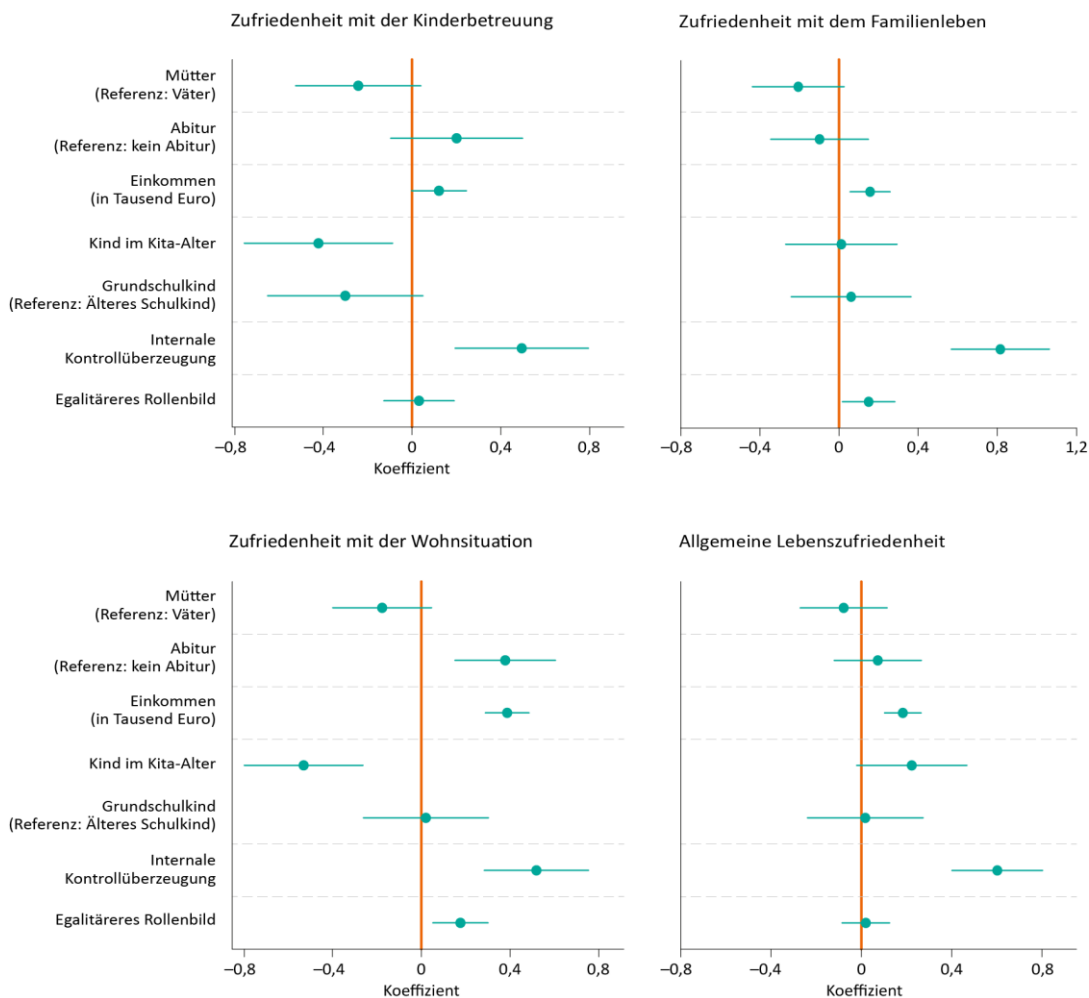 Zufriedenheit mit der Kinderbetreuung
Zufriedenheit mit dem Familienleben
Mütter
(Referenz: Väter)
Abitur
(Referenz: kein Abitur)
Einkommen
(in Tausend Euro)
Kind im Kita-Alter
Grundschulkind
(Referenz: Älteres Schulkind)
Internale
Kontrollüberzeugung
Egalitäreres Rollenbild
−0,8 −0,4 0 0,4 0,8
Koeffizient
−0,8 −0,4 0 0,4 0,8 1,2
Zufriedenheit mit der Wohnsituation
Allgemeine Lebenszufriedenheit
Mütter
(Referenz: Väter)
Abitur
(Referenz: kein Abitur)
Einkommen
(in Tausend Euro)
Kind im Kita-Alter
Grundschulkind
(Referenz: Älteres Schulkind)
Internale
Kontrollüberzeugung
Egalitäreres Rollenbild
−0,8 −0,4 0 0,4 0,8
Koeffizient
−0,8 −0,4 0 0,4 0,8
Koeffizient